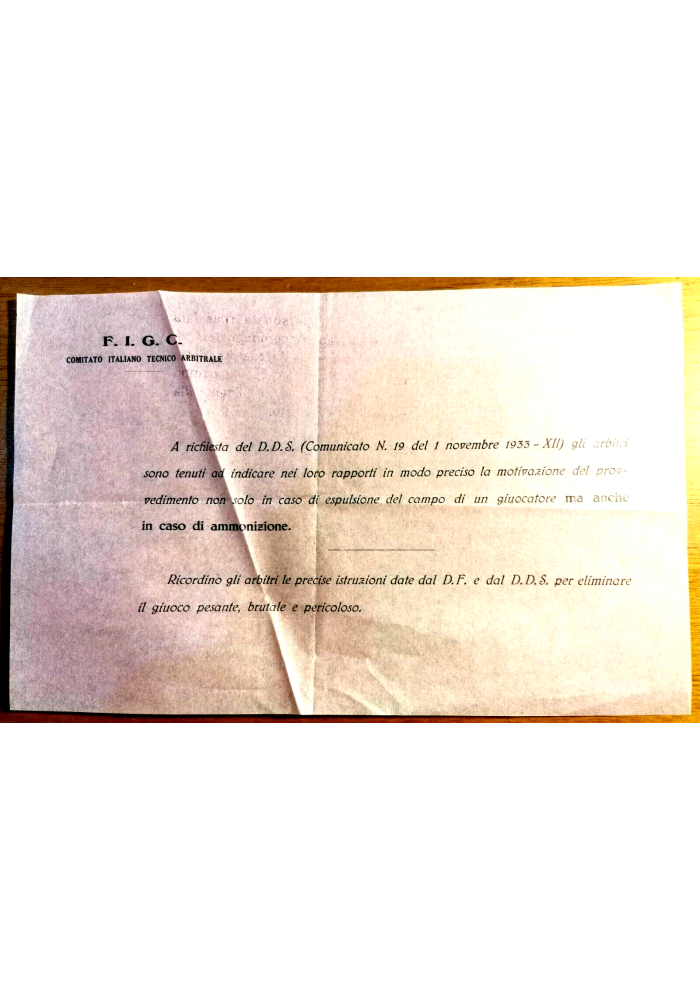 F. I. G. C.
COMITATO ITALIANO TECNICO ARBITRALE
A richiesta del D.D.S. (Comunicato N. 19 del 1 novembre 1933 - XII) gli arbitri
sono tenuti ad indicare nei loro rapporti in modo preciso la motivazione del prov-
vedimento non solo in caso di espulsione del campo di un giuocatore ma anche
in caso di ammonizione.
Ricordino gli arbitri le precise istruzioni date dal D.F. e dal D.D.S. per eliminare
il giuoco pesante, brutale e pericoloso.